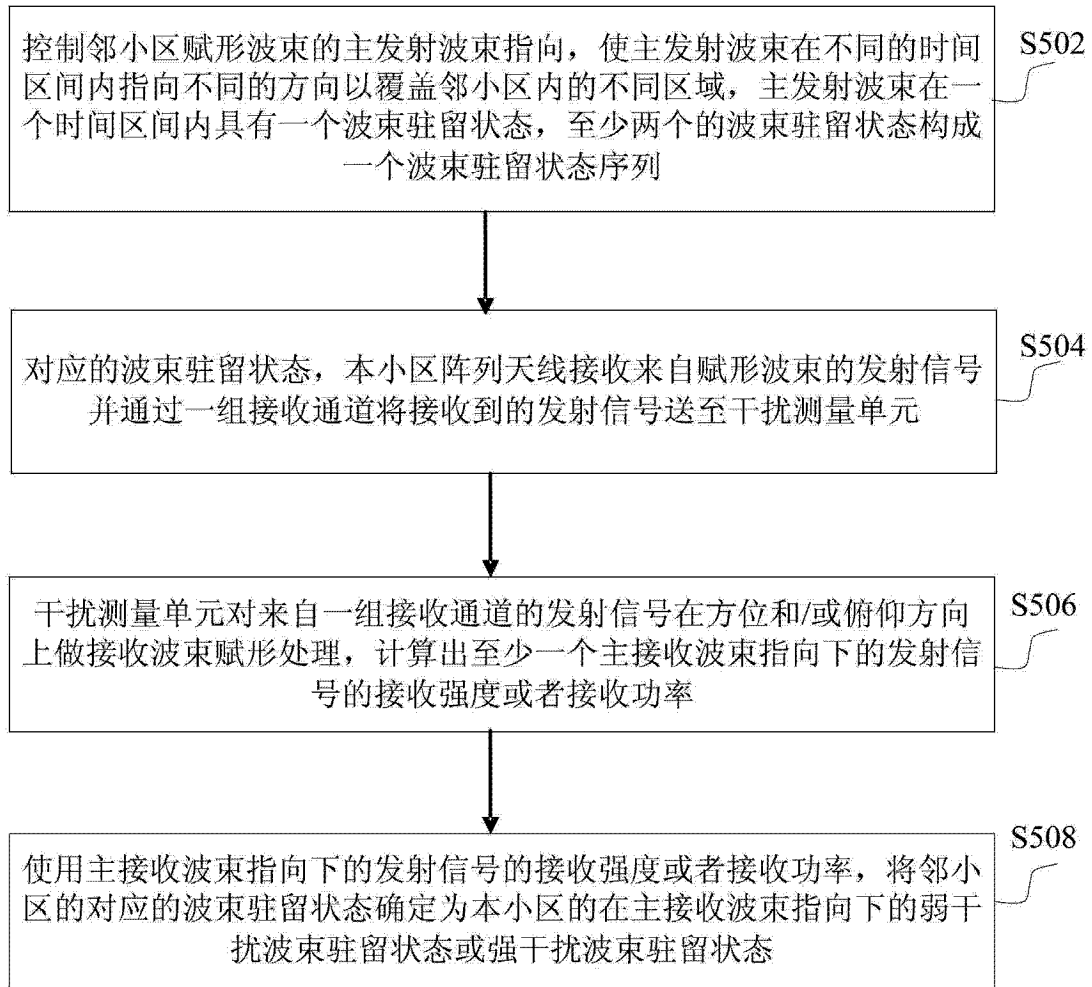 控制邻小区赋形波束的主发射波束指向，使主发射波束在不同的时间
区间内指向不同的方向以覆盖邻小区内的不同区域，主发射波束在一
个时间区间内具有一个波束驻留状态，至少两个的波束驻留状态构成
一个波束驻留状态序列
S502
对应的波束驻留状态，本小区阵列天线接收来自赋形波束的发射信号
并通过一组接收通道将接收到的发射信号送至干扰测量单元
S504
干扰测量单元对来自一组接收通道的发射信号在方位和/或俯仰方向
上做接收波束赋形处理，计算出至少一个主接收波束指向下的发射信
号的接收强度或者接收功率
S506
使用主接收波束指向下的发射信号的接收强度或者接收功率，将邻小
区的对应的波束驻留状态确定为本小区的在主接收波束指向下的弱干
扰波束驻留状态或强干扰波束驻留状态
S508